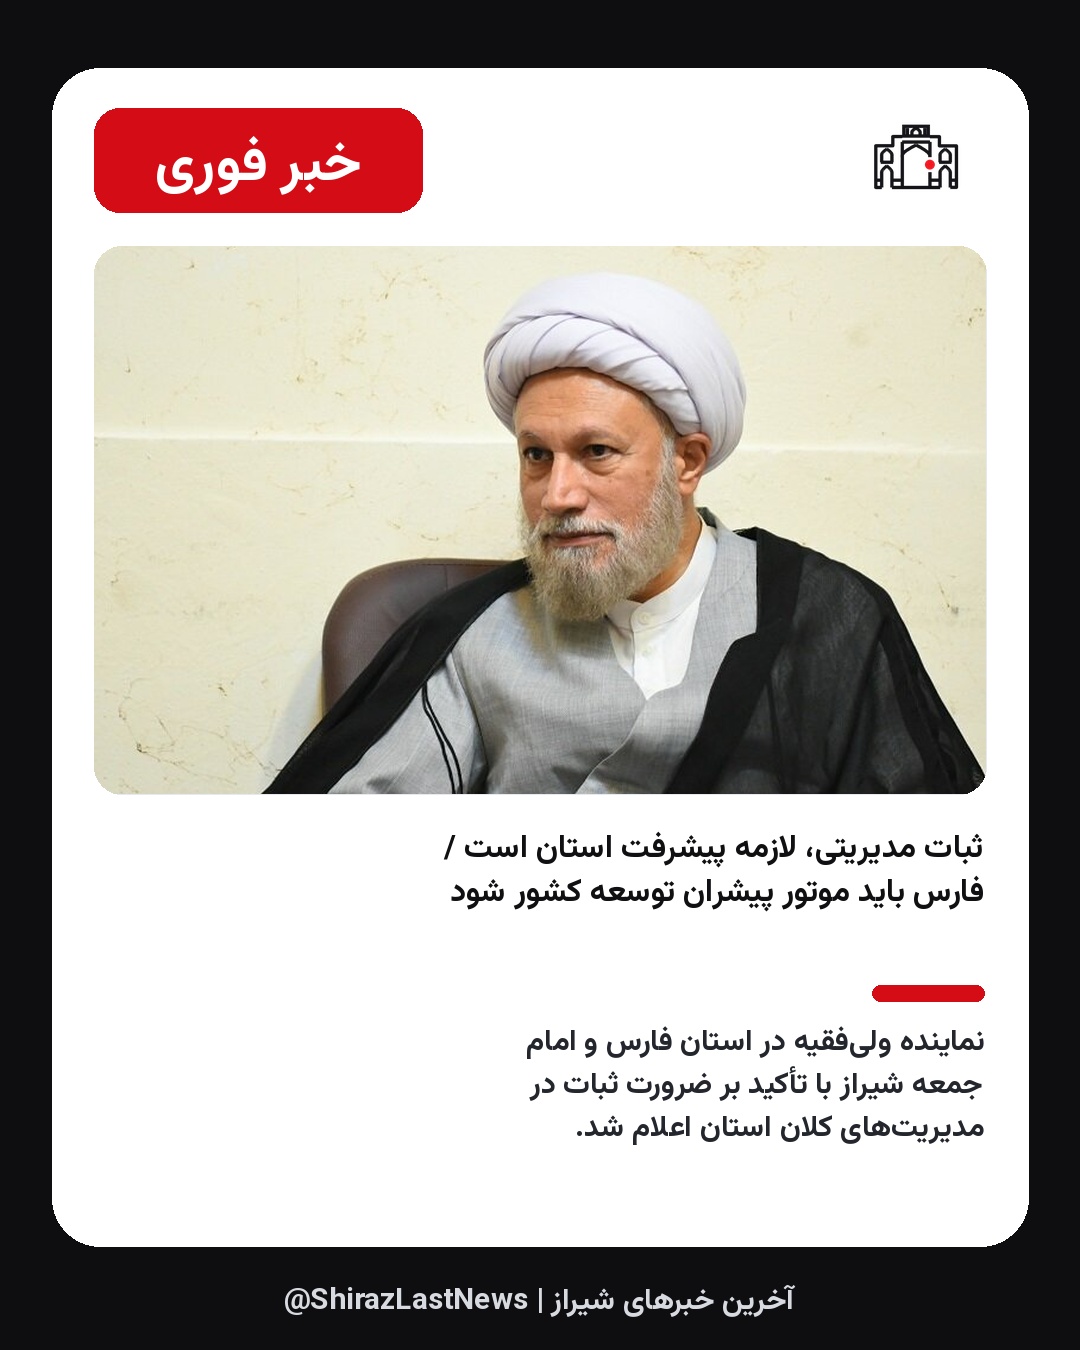 خبر فوری
ثبات مدیریتی، لازمه پیشرفت استان است /
فارس باید موتور پیشران توسعه کشور شود
نماینده ولی‌فقیه در استان فارس و امام
جمعه شیراز با تأکید بر ضرورت ثبات در
مدیریت‌های کلان استان اعلام شد.
آخرین خبرهای شیراز | @ShirazLastNews